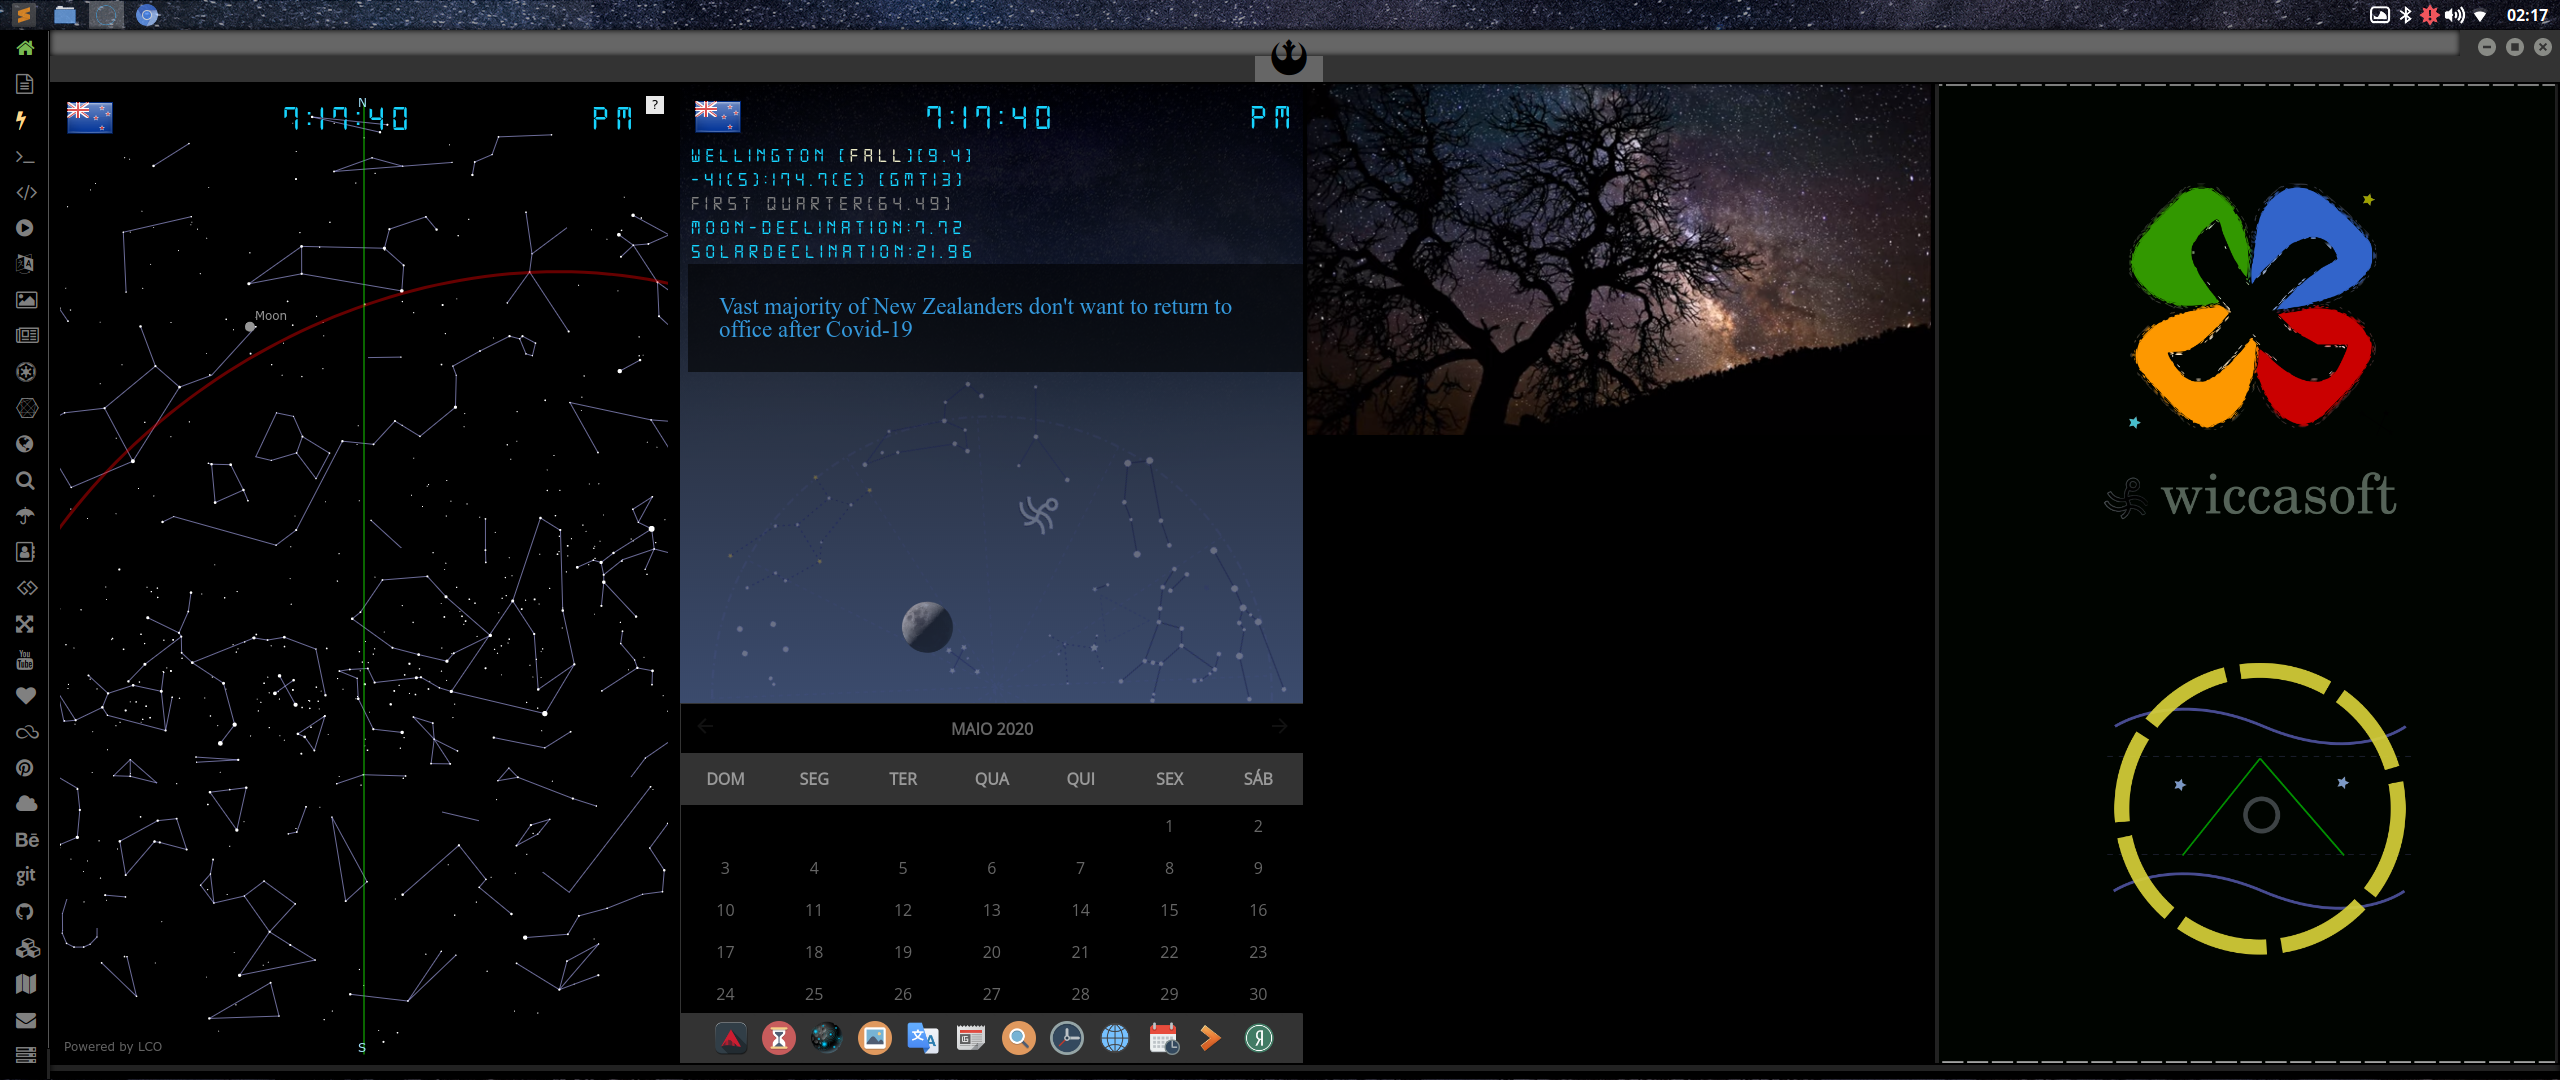 02:17
N
7:17:40 PM ?
Moon
S
Powered by LCO
7:17:40 PM
WELLINGTON [FALL][9.4]
-41(S):174.7(E) [GMT13]
FIRST QUARTER[64.49]
MOON-DECLINATION:7.72
SOLARDECLINATION:21.96
Vast majority of New Zealanders don't want to return to
office after Covid-19
MAIO 2020
DOM SEG TER QUA QUI SEX SÁB
1 2
3 4 5 6 7 8 9
10 11 12 13 14 15 16
17 18 19 20 21 22 23
24 25 26 27 28 29 30
wiccasoft
You
Tube
Bē
git